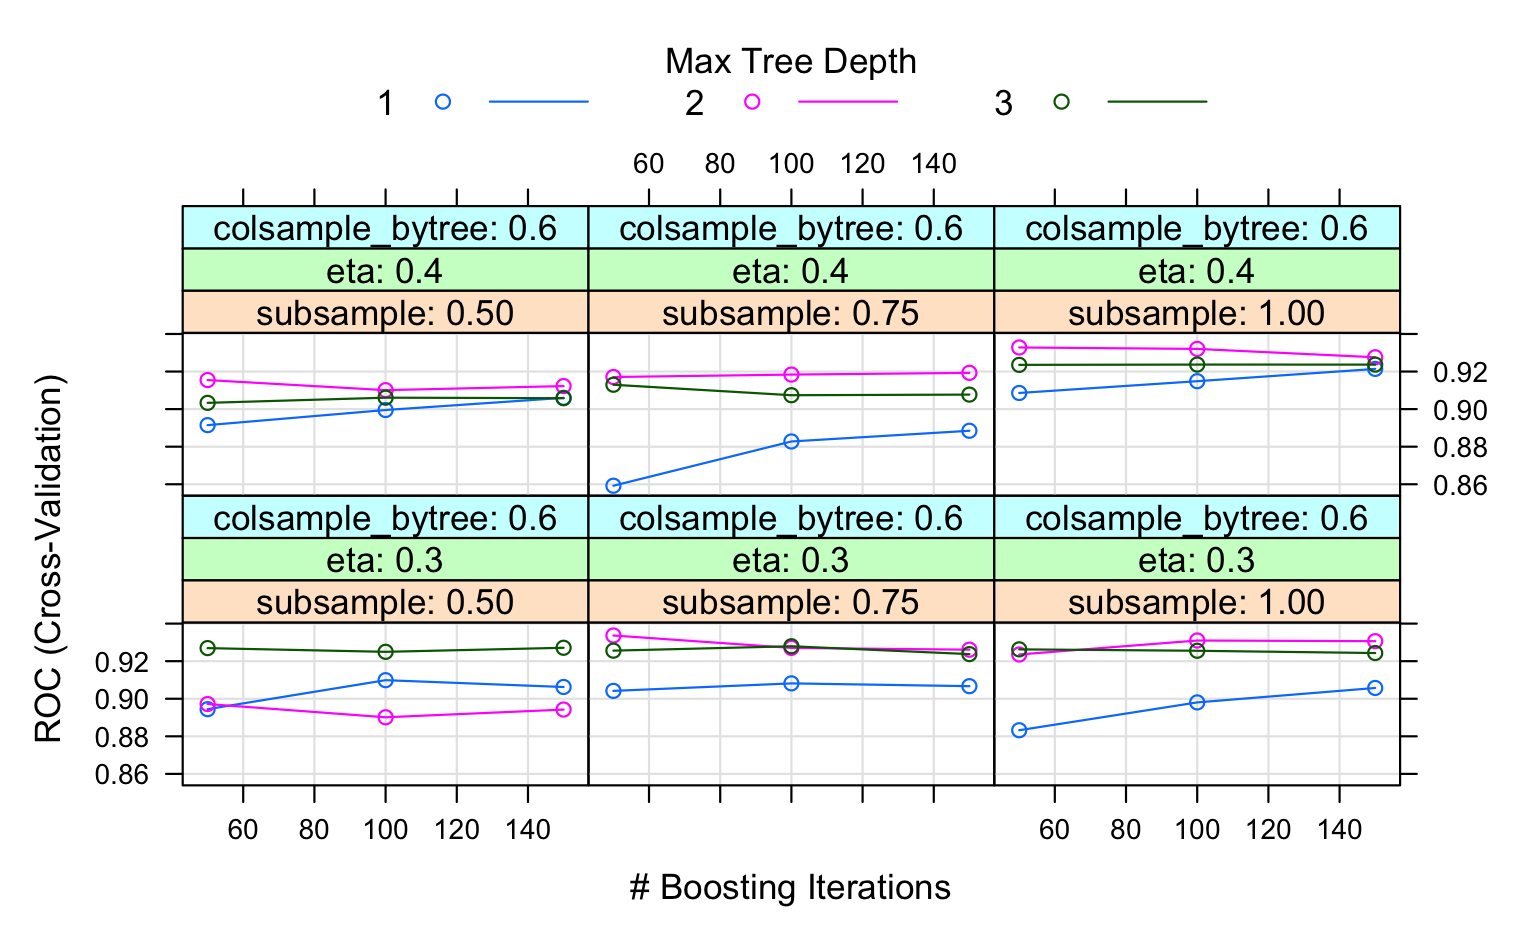 Max Tree Depth
1 2 3
60 80 100 120 140
colsample_bytree: 0.6 colsample_bytree: 0.6 colsample_bytree: 0.6
eta: 0.4 eta: 0.4 eta: 0.4
subsample: 0.50 subsample: 0.75 subsample: 1.00
0.92
0.90
0.88
0.86
colsample_bytree: 0.6 colsample_bytree: 0.6 colsample_bytree: 0.6
eta: 0.3 eta: 0.3 eta: 0.3
subsample: 0.50 subsample: 0.75 subsample: 1.00
0.92
0.90
0.88
0.86
60 80 100 120 140 60 80 100 120 140
# Boosting Iterations
ROC (Cross-Validation)